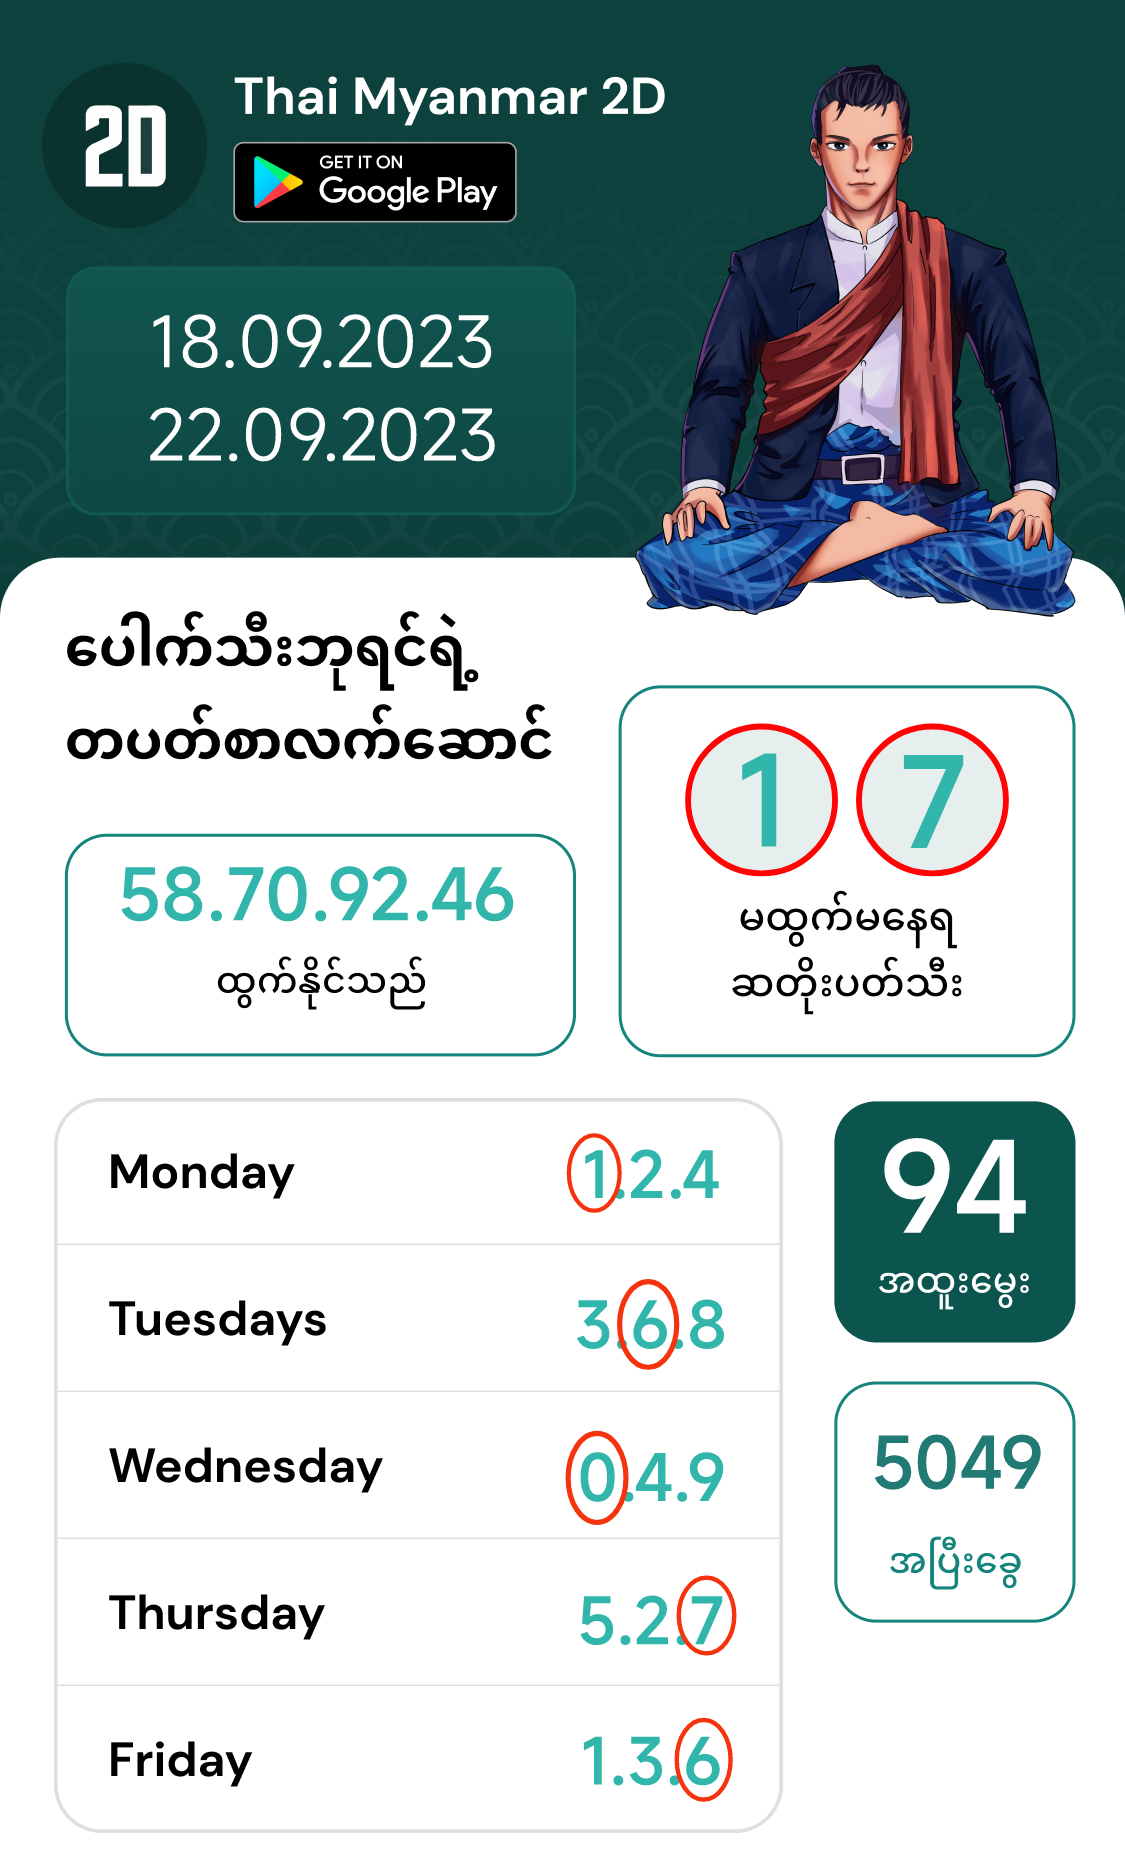 2D
Thai Myanmar 2D
GET IT ON
Google Play
18.09.2023
22.09.2023
ပေါက်သီးဘုရင်ရဲ့
တပတ်စာလက်ဆောင်
58.70.92.46
ထွက်နိုင်သည်
1 7
မထွက်မနေရ
ဆတိုးပတ်သီး
Monday 1.2.4
Tuesdays 3.6.8
Wednesday 0.4.9
Thursday 5.2.7
Friday 1.3.6
94
အထူးမွေး
5049
အပြီးခွေ